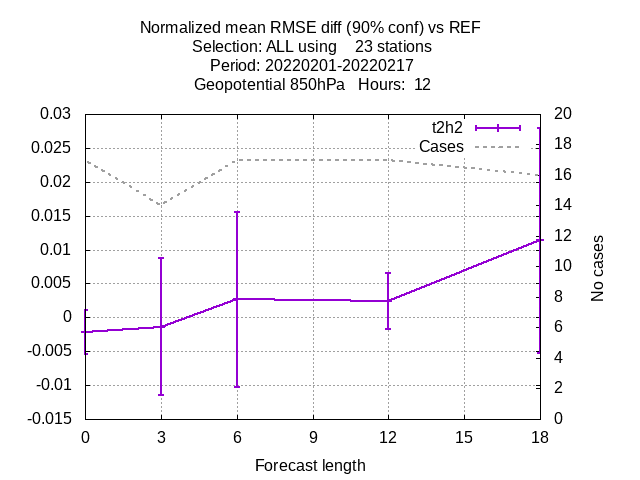 Normalized mean RMSE diff (90% conf) vs REF
Selection: ALL using    23 stations
Period: 20220201-20220217
Geopotential 850hPa   Hours:  12
t2h2
Cases
0.03
0.025
0.02
0.015
0.01
0.005
0
-0.005
-0.01
-0.015
20
18
16
14
12
10
8
6
4
2
0
No cases
0 3 6 9 12 15 18
Forecast length